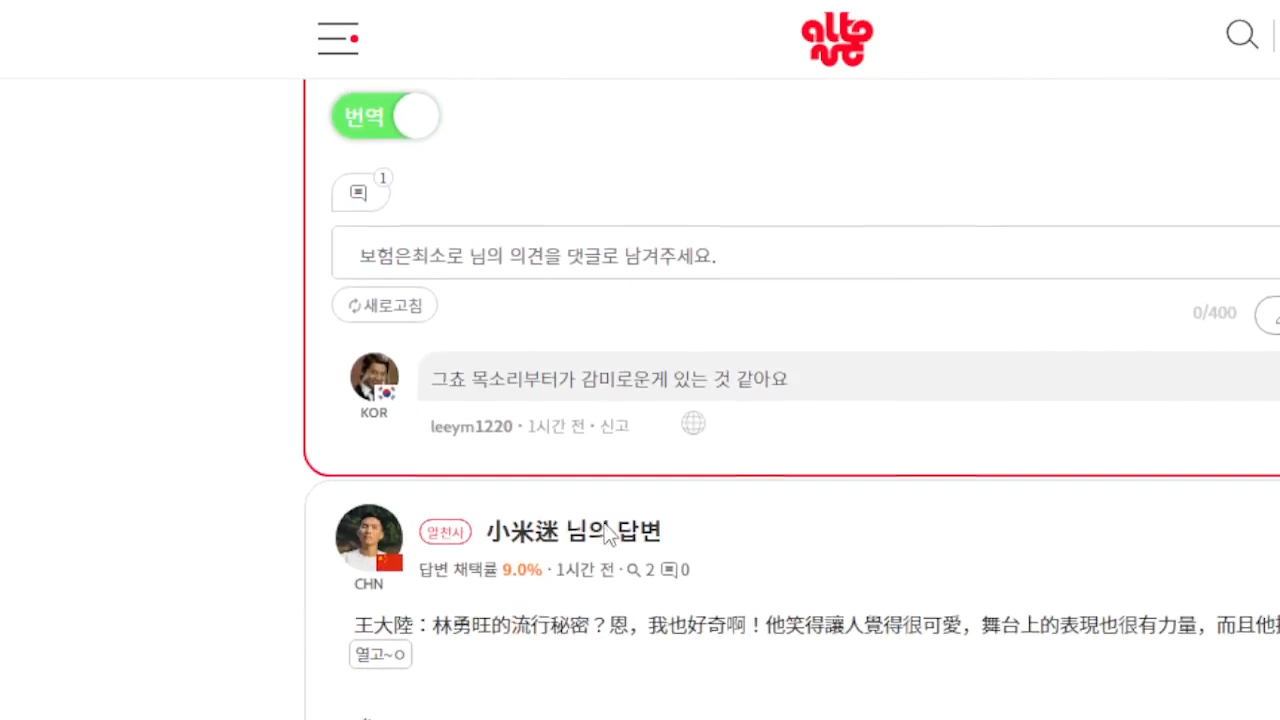 번역
1
보험은최소로 님의 의견을 댓글로 남겨주세요.
새로고침
0/400
그쵸 목소리부터가 감미로운게 있는 것 같아요
KOR
leeym1220 · 1시간 전 · 신고
알천사 小米迷 님의 답변
답변 채택률 9.0% · 1시간 전 · 2 0
CHN
王大陸：林勇旺的流行秘密？恩，我也好奇啊！他笑得讓人覺得很可愛，舞台上的表現也很有力量，而且他
열고~ㅇ